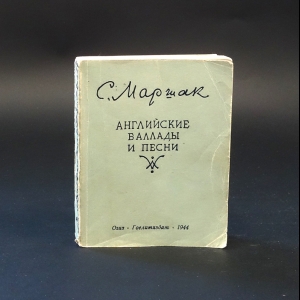 С. Маршак
АНГЛИЙСКИЕ
БАЛЛАДЫ
И ПЕСНИ
Огиз - Гослитиздат - 1944